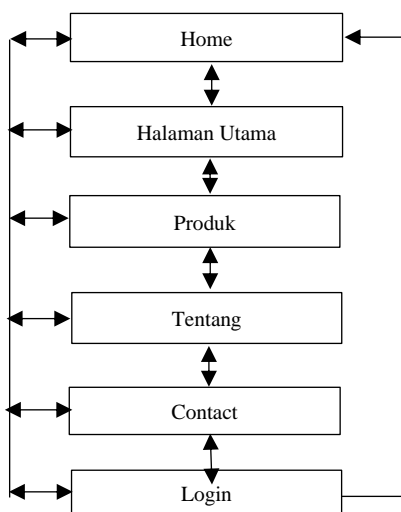 Home
Halaman Utama
Produk
Tentang
Contact
Login